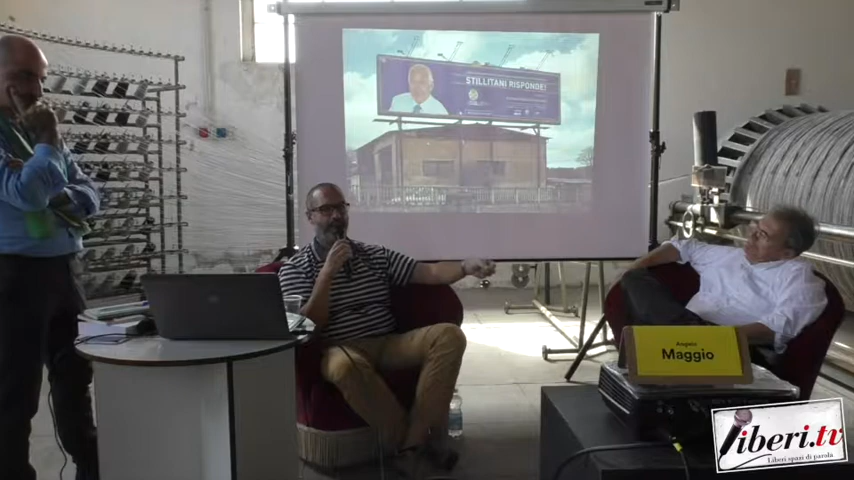 STILLITANI RISPONDE!
Angelo
Maggio
liberi.tv
Liberi spazi di parola